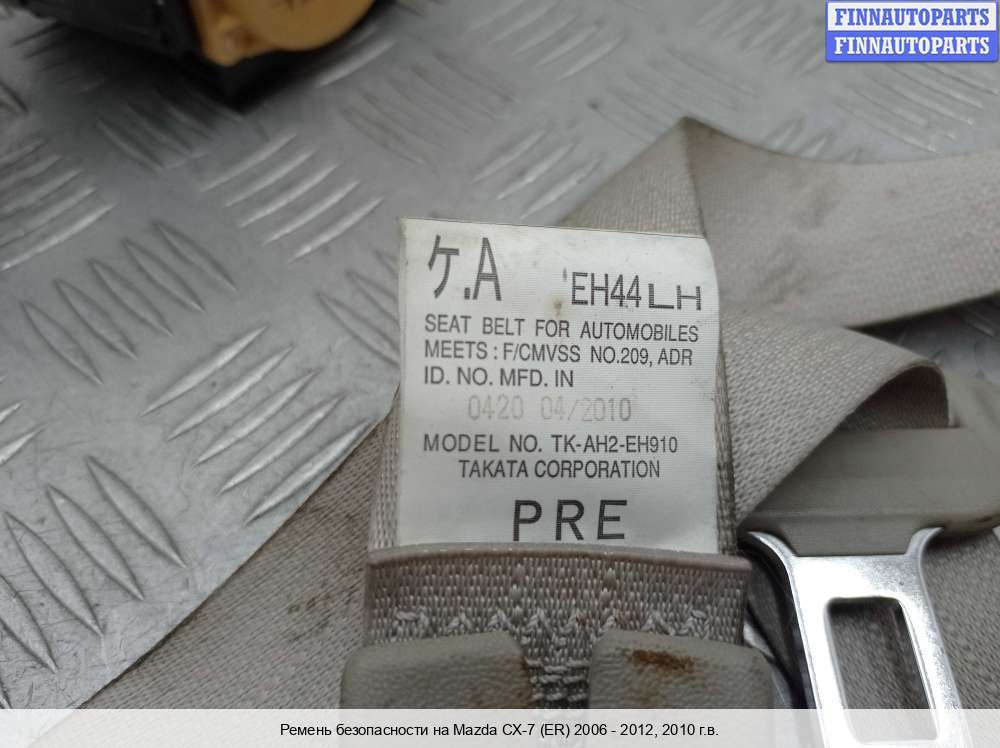 FINNAUTOPARTS
FINNAUTOPARTS
ケ.A
EH44LH
SEAT BELT FOR AUTOMOBILES
MEETS : F/CMVSS NO.209, ADR
ID. NO. MFD. IN
0420 04/2010
MODEL NO. TK-AH2-EH910
TAKATA CORPORATION
PRE
Ремень безопасности на Mazda CX-7 (ER) 2006 - 2012, 2010 г.в.